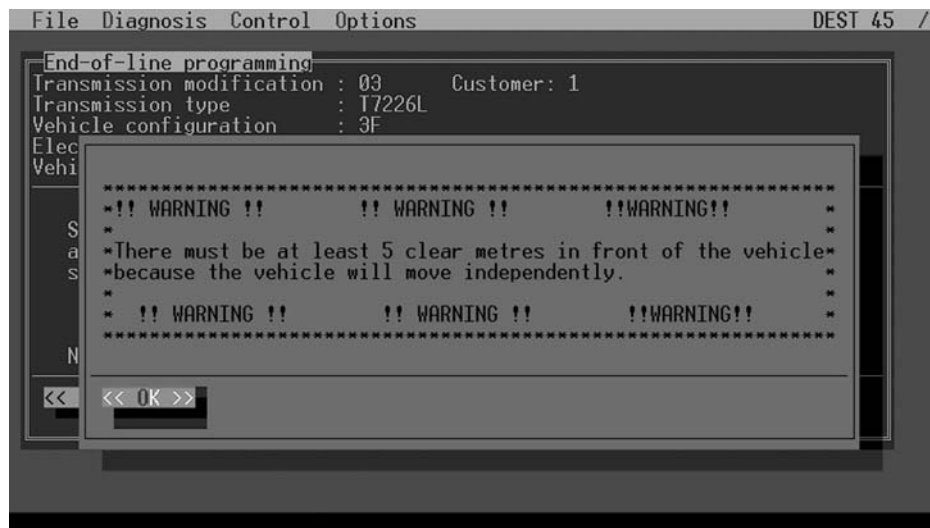 File Diagnosis Control Options DEST 45 /
End-of-line programming
Transmission modification : 03 Customer: 1
Transmission type : T7226L
Vehicle configuration : 3F
Elec
Vehi
************************************************************
*!! WARNING !! !! WARNING !! !!WARNING!! *
S * *
a *There must be at least 5 clear metres in front of the vehicle*
s *because the vehicle will move independently. *
* *
* !! WARNING !! !! WARNING !! !!WARNING!! *
************************************************************
N
<< << OK >>